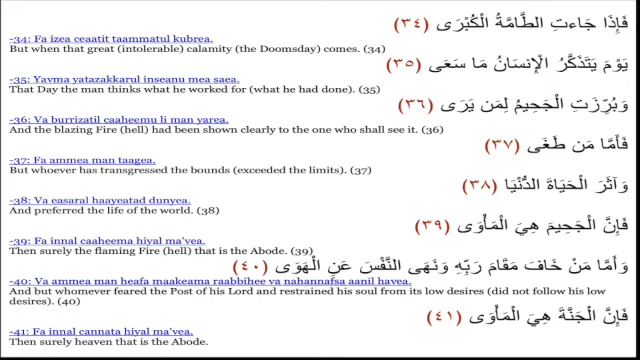 فَإِذَا جَاءتِ الطَّامَّةُ الْكُبْرَى (٣٤)
-34: Fa izea ceaatit taammatul kubrea.
But when that great (intolerable) calamity (the Doomsday) comes. (34)
يَوْمَ يَتَذَكَّرُ الْإِنسَانُ مَا سَعَى (٣٥)
-35: Yavma yatazakkarul inseanu mea saea.
That Day the man thinks what he worked for (what he had done). (35)
وَبُرِّزَتِ الْجَحِيمُ لِمَن يَرَى (٣٦)
-36: Va burrizatil caaheemu li man yarea.
And the blazing Fire (hell) had been shown clearly to the one who shall see it. (36)
فَأَمَّا مَن طَغَى (٣٧)
-37: Fa ammea man taagea.
But whoever has transgressed the bounds (exceeded the limits). (37)
وَآثَرَ الْحَيَاةَ الدُّنْيَا (٣٨)
-38: Va easaral haayeatad dunyea.
And preferred the life of the world. (38)
فَإِنَّ الْجَحِيمَ هِيَ الْمَأْوَى (٣٩)
-39: Fa innal caaheema hiyal ma'vea.
Then surely the flaming Fire (hell) that is the Abode. (39)
وَأَمَّا مَنْ خَافَ مَقَامَ رَبِّهِ وَنَهَى النَّفْسَ عَنِ الْهَوَى (٤٠)
-40: Va ammea man heafa maakeama raabbihee va nahannafsa aanil havea.
And but whomever feared the Post of his Lord and restrained his soul from its low desires (did not follow his low
desires). (40)
فَإِنَّ الْجَنَّةَ هِيَ الْمَأْوَى (٤١)
-41: Fa innal cannata hiyal ma'vea.
Then surely heaven that is the Abode.